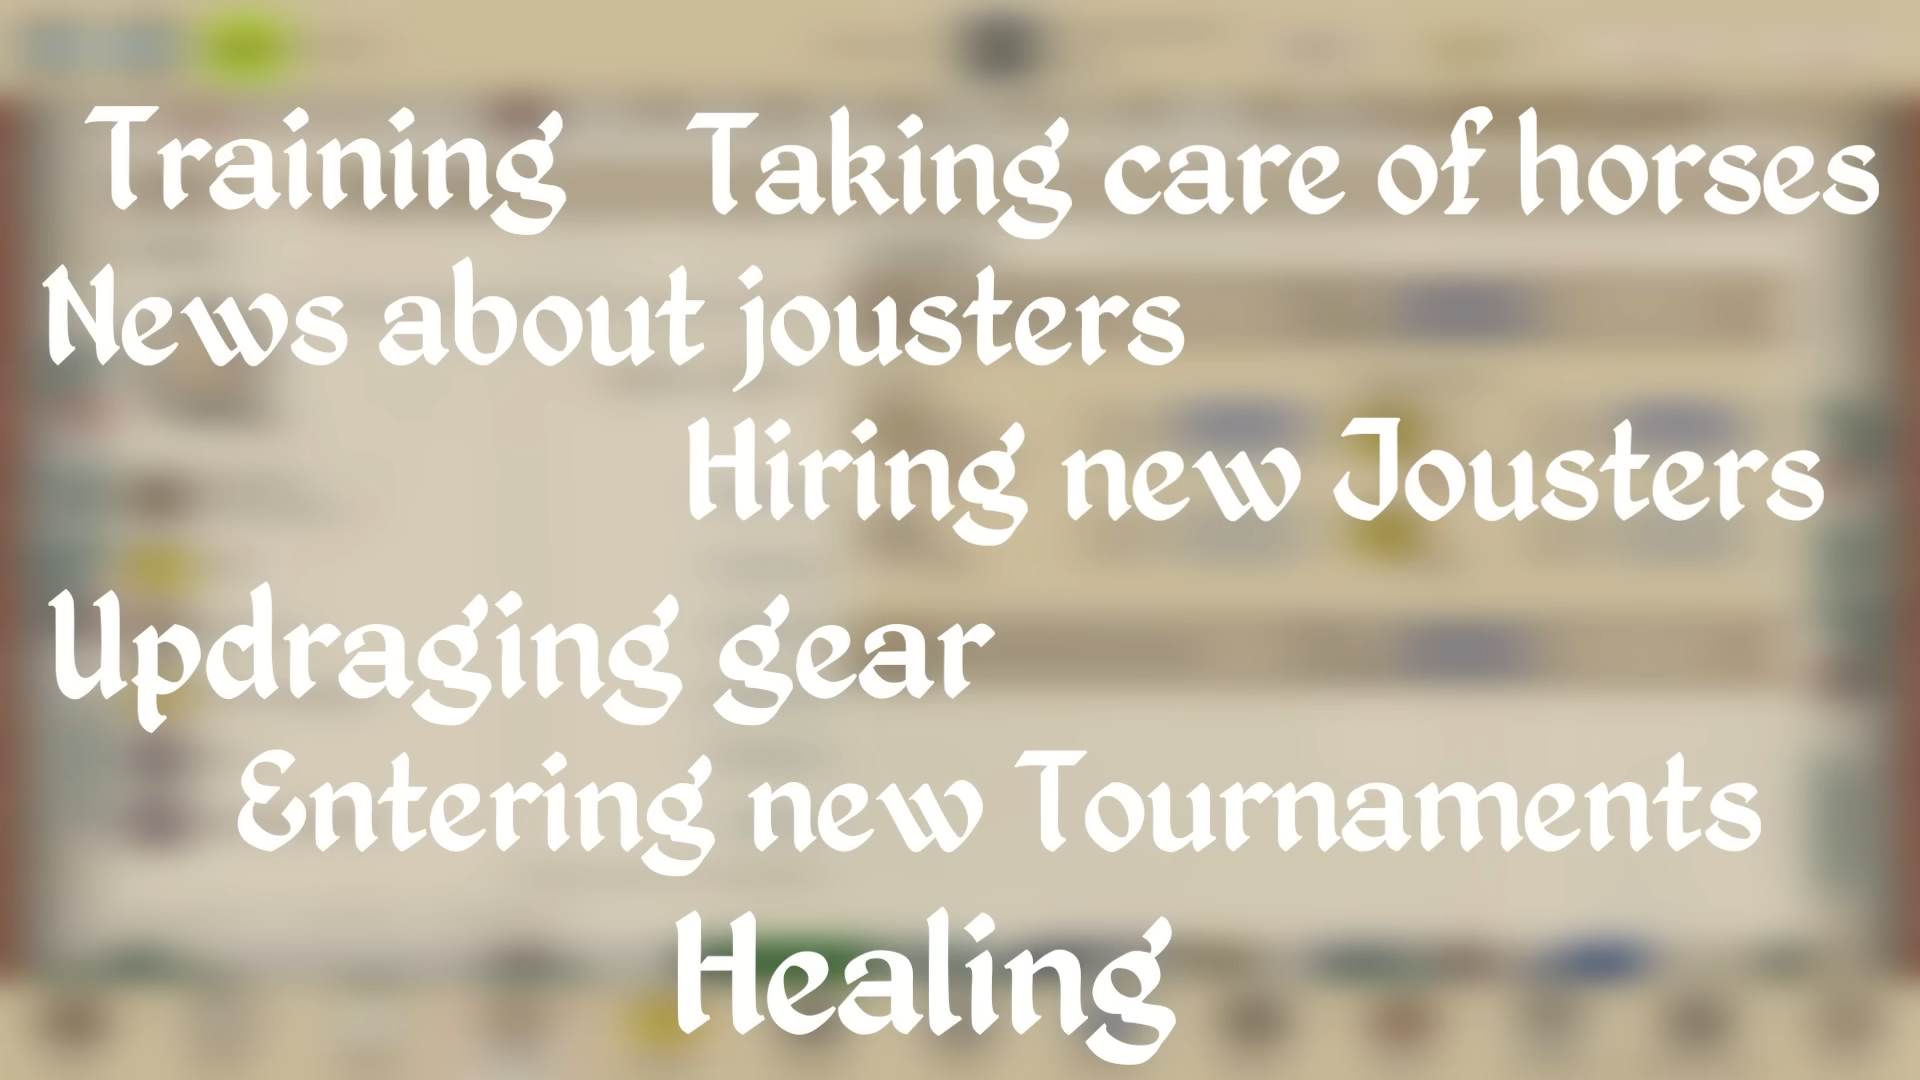 Training
Taking care of horses
News about jousters
Hiring new Jousters
Updraging gear
Entering new Tournaments
Healing